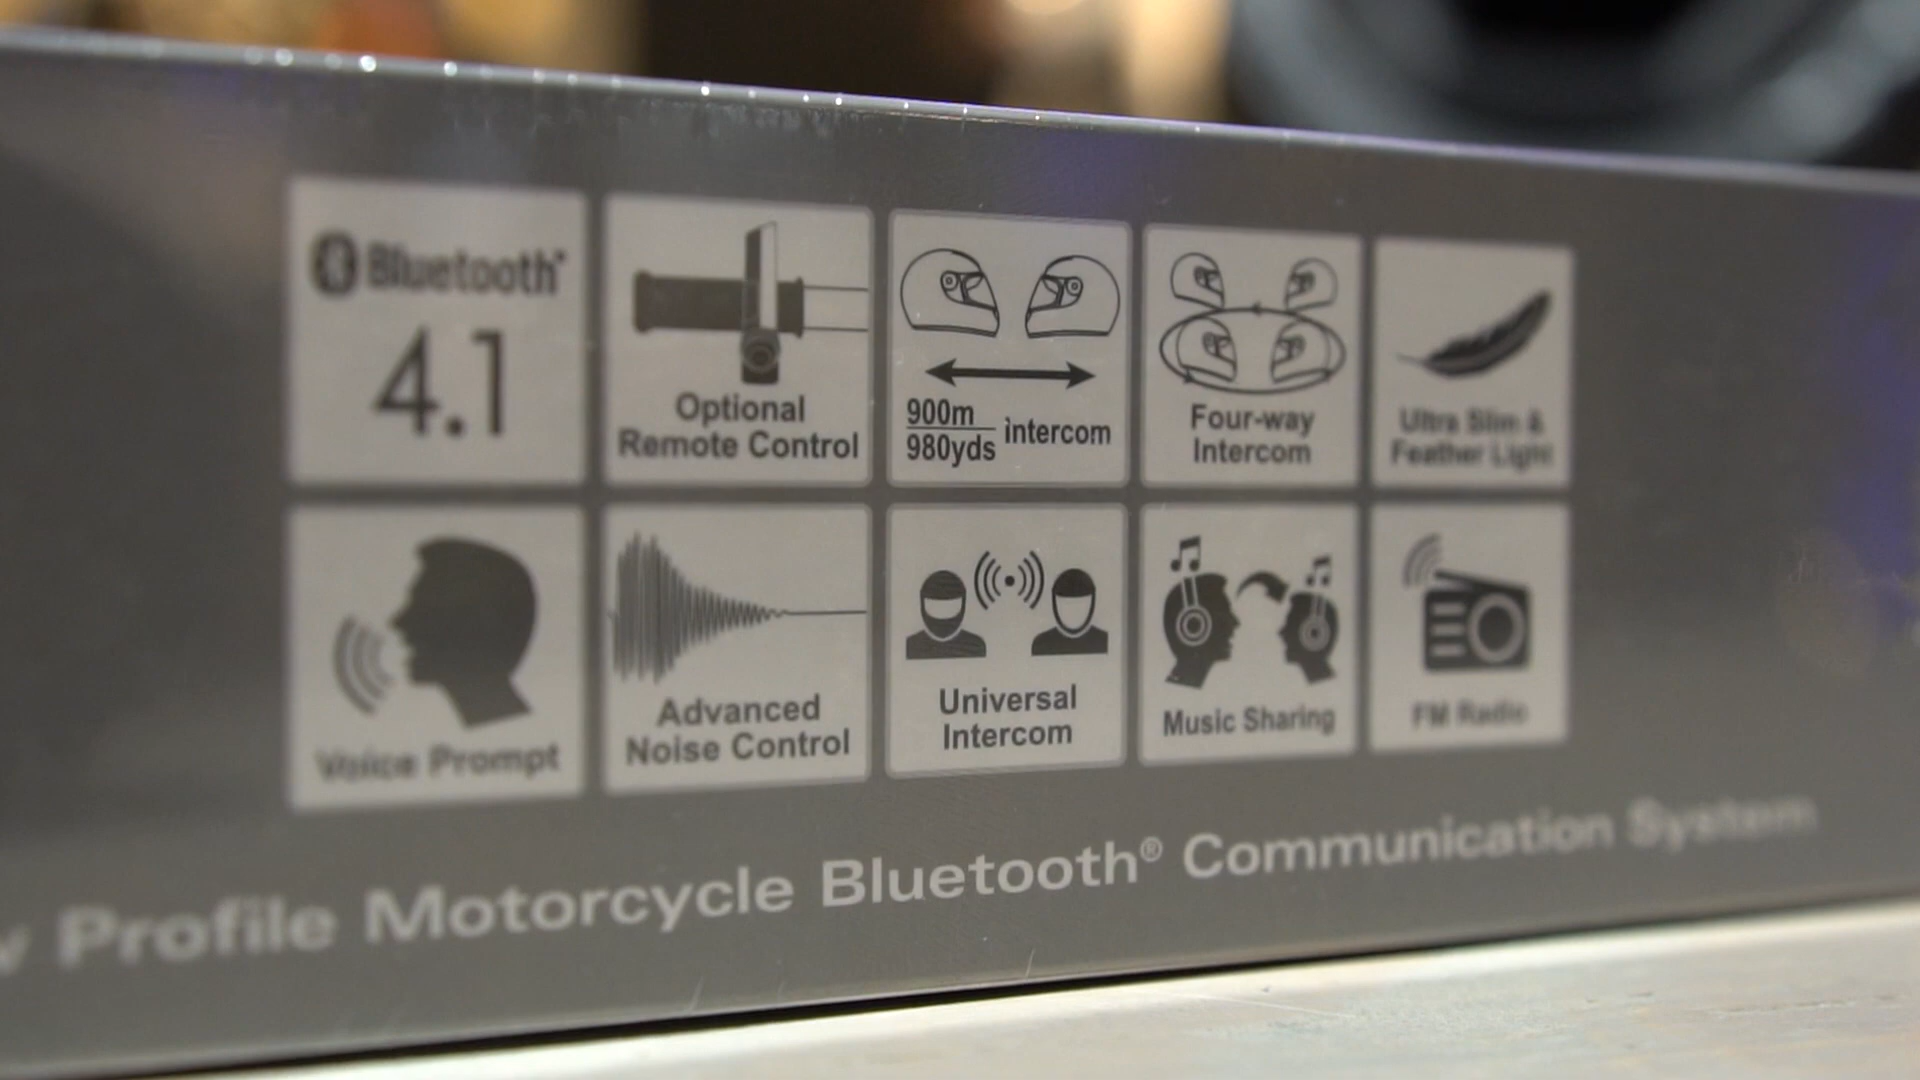 Bluetooth®
4.1
Optional
Remote Control
900m
980yds
intercom
Four-way
Intercom
Ultra Slim &
Feather Light
Voice Prompt
Advanced
Noise Control
Universal
Intercom
Music Sharing
FM Radio
Profile Motorcycle Bluetooth® Communication System